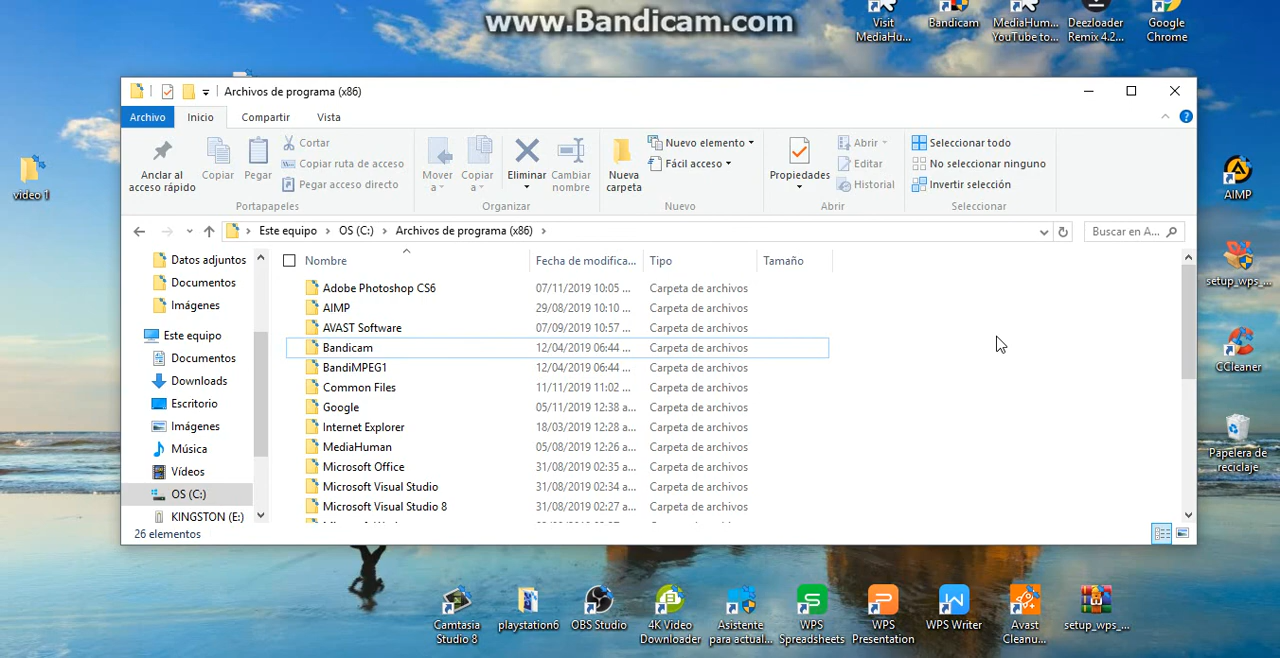 www.Bandicam.com
Visit
MediaHu...
Bandicam
MediaHum...
YouTube to...
Deezloader
Remix 4.2...
Google
Chrome
Archivos de programa (x86)
Archivo
Inicio
Compartir
Vista
Anclar al
acceso rápido
Copiar
Pegar
Cortar
Copiar ruta de acceso
Pegar acceso directo
Portapapeles
Mover
a
Copiar
a
Eliminar
Cambiar
nombre
Organizar
Nueva
carpeta
Nuevo elemento
Fácil acceso
Nuevo
Propiedades
Abrir
Editar
Historial
Abrir
Seleccionar todo
No seleccionar ninguno
Invertir selección
Seleccionar
Este equipo
OS (C:)
Archivos de programa (x86)
Buscar en A...
Datos adjuntos
Documentos
Imágenes
Este equipo
Documentos
Downloads
Escritorio
Imágenes
Música
Vídeos
OS (C:)
KINGSTON (E:)
Nombre
Fecha de modifica...
Tipo
Tamaño
Adobe Photoshop CS6 07/11/2019 10:05 ... Carpeta de archivos
AIMP 29/08/2019 10:10 ... Carpeta de archivos
AVAST Software 07/09/2019 10:57 ... Carpeta de archivos
Bandicam 12/04/2019 06:44 ... Carpeta de archivos
BandiMPEG1 12/04/2019 06:44 ... Carpeta de archivos
Common Files 11/11/2019 11:02 ... Carpeta de archivos
Google 05/11/2019 12:38 a... Carpeta de archivos
Internet Explorer 18/03/2019 12:28 a... Carpeta de archivos
MediaHuman 05/08/2019 12:26 a... Carpeta de archivos
Microsoft Office 31/08/2019 02:35 a... Carpeta de archivos
Microsoft Visual Studio 31/08/2019 02:34 a... Carpeta de archivos
Microsoft Visual Studio 8 31/08/2019 02:27 a... Carpeta de archivos
26 elementos
video 1
AIMP
setup_wps_...
CCleaner
Papelera de
reciclaje
Camtasia
Studio 8
playstation6
OBS Studio
4K Video
Downloader
Asistente
para actual...
WPS
Spreadsheets
WPS
Presentation
WPS Writer
Avast
Cleanu...
setup_wps_...